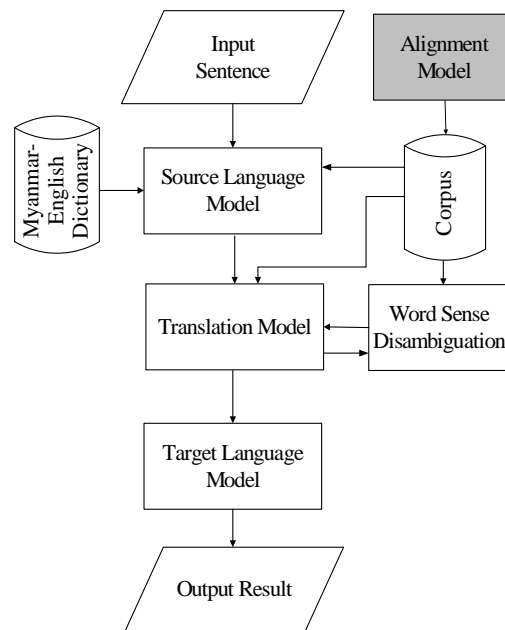 Input
Sentence
Alignment
Model
Myanmar-
English
Dictionary
Source Language
Model
Corpus
Translation Model
Word Sense
Disambiguation
Target Language
Model
Output Result